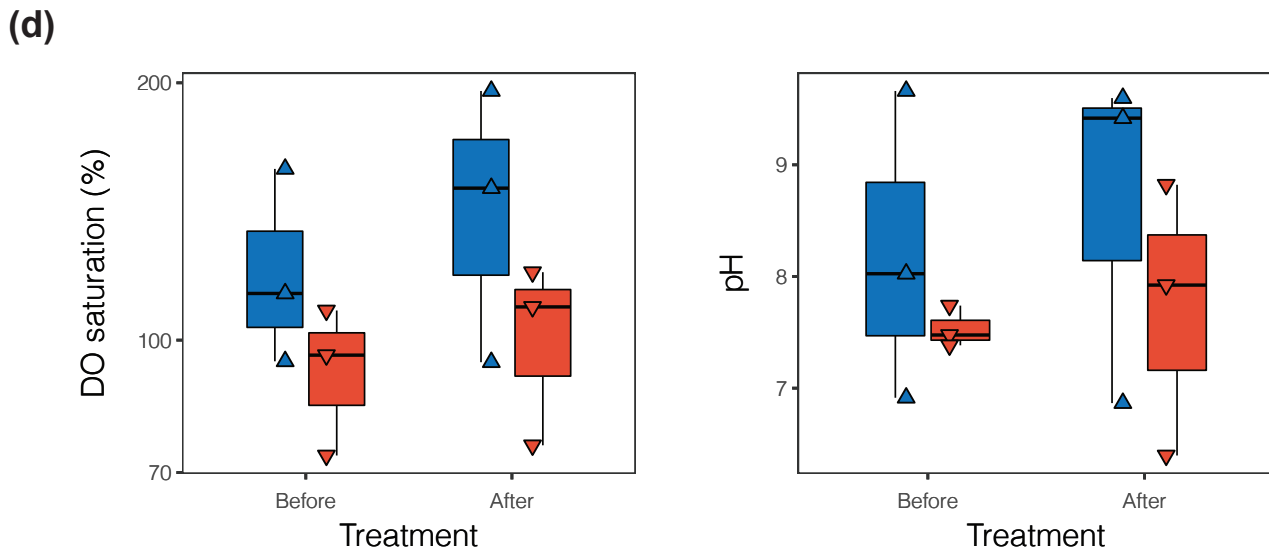 (d)
DO saturation (%)
200
100
70
Before
After
Treatment
pH
9
8
7
Before
After
Treatment